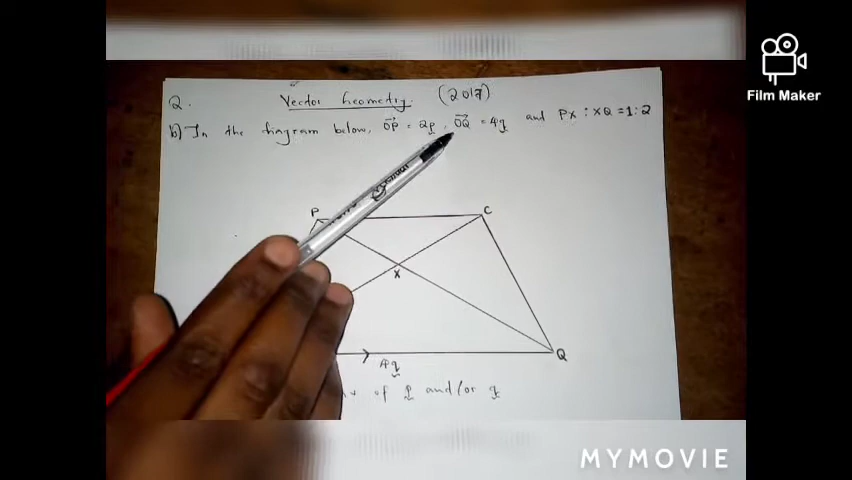 Q.
Vector Geometry. (2017)
b) In the diagram below, OP = 2p, OQ = 4q and PX : XQ = 1:2
P
C
X
Q
4q
of p and/or q
Film Maker
MYMOVIE